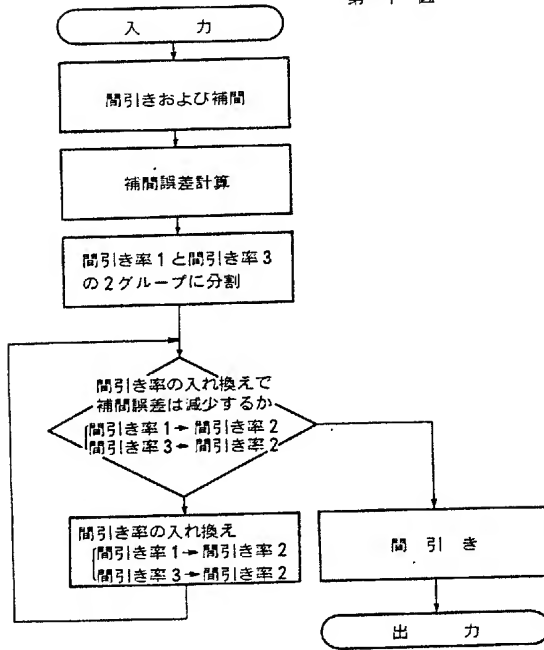 入 力
間引きおよび補間
補間誤差計算
間引き率1と間引き率3
の2グループに分割
間引き率の入れ換えで
補間誤差は減少するか
間引き率1→間引き率2
間引き率3←間引き率2
間引き率の入れ換え
間引き率1→間引き率2
間引き率3→間引き率2
間 引 き
出 力